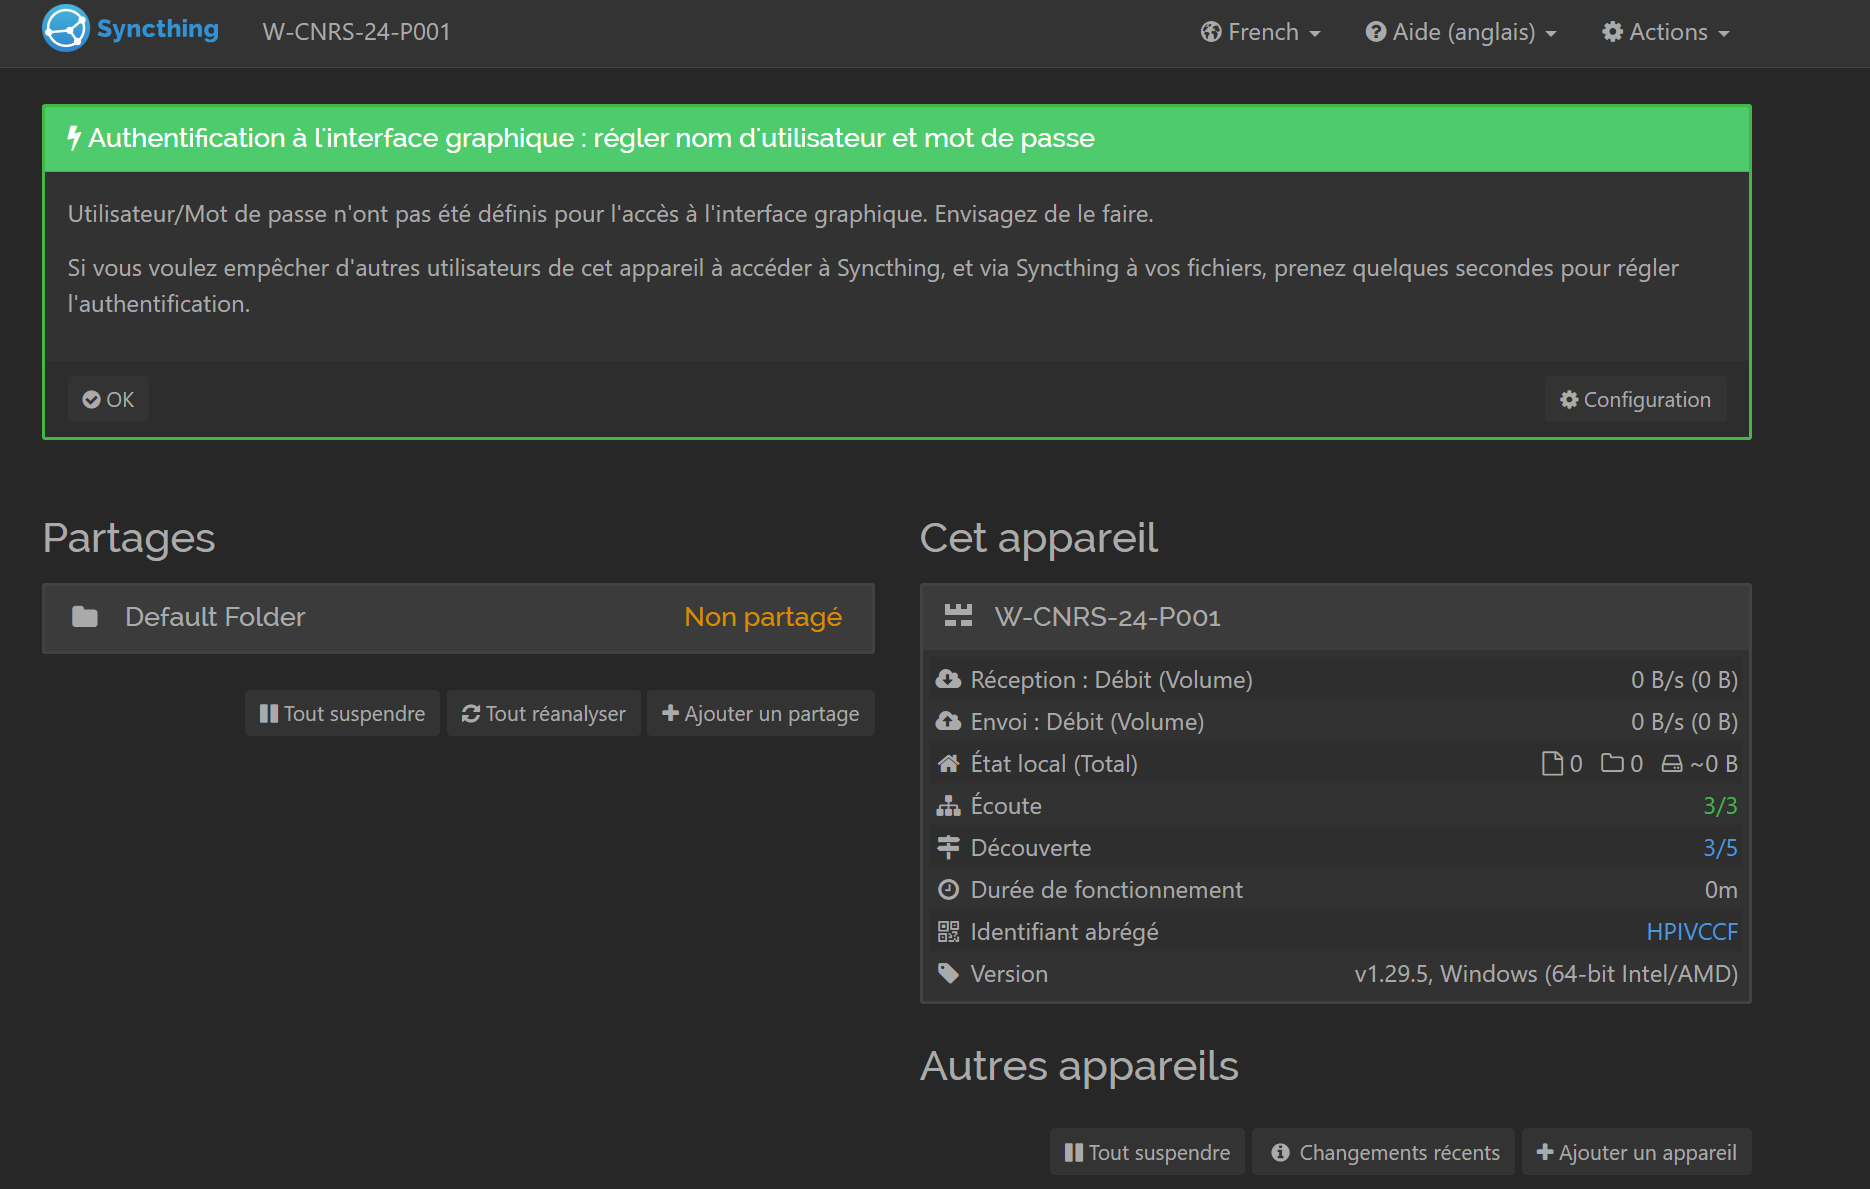 Syncthing
W-CNRS-24-P001
French
Aide (anglais)
Actions
Authentification à l'interface graphique : régler nom d'utilisateur et mot de passe
Utilisateur/Mot de passe n'ont pas été définis pour l'accès à l'interface graphique. Envisagez de le faire.
Si vous voulez empêcher d'autres utilisateurs de cet appareil à accéder à Syncthing, et via Syncthing à vos fichiers, prenez quelques secondes pour régler
l'authentification.
OK
Configuration
Partages
Default Folder
Non partagé
Tout suspendre
Tout réanalyser
Ajouter un partage
Cet appareil
W-CNRS-24-P001
Réception : Débit (Volume) 0 B/s (0 B)
Envoi : Débit (Volume) 0 B/s (0 B)
État local (Total) 0 0 ~0 B
Écoute 3/3
Découverte 3/5
Durée de fonctionnement 0m
Identifiant abrégé HPIVCCF
Version v1.29.5, Windows (64-bit Intel/AMD)
Autres appareils
Tout suspendre
Changements récents
Ajouter un appareil